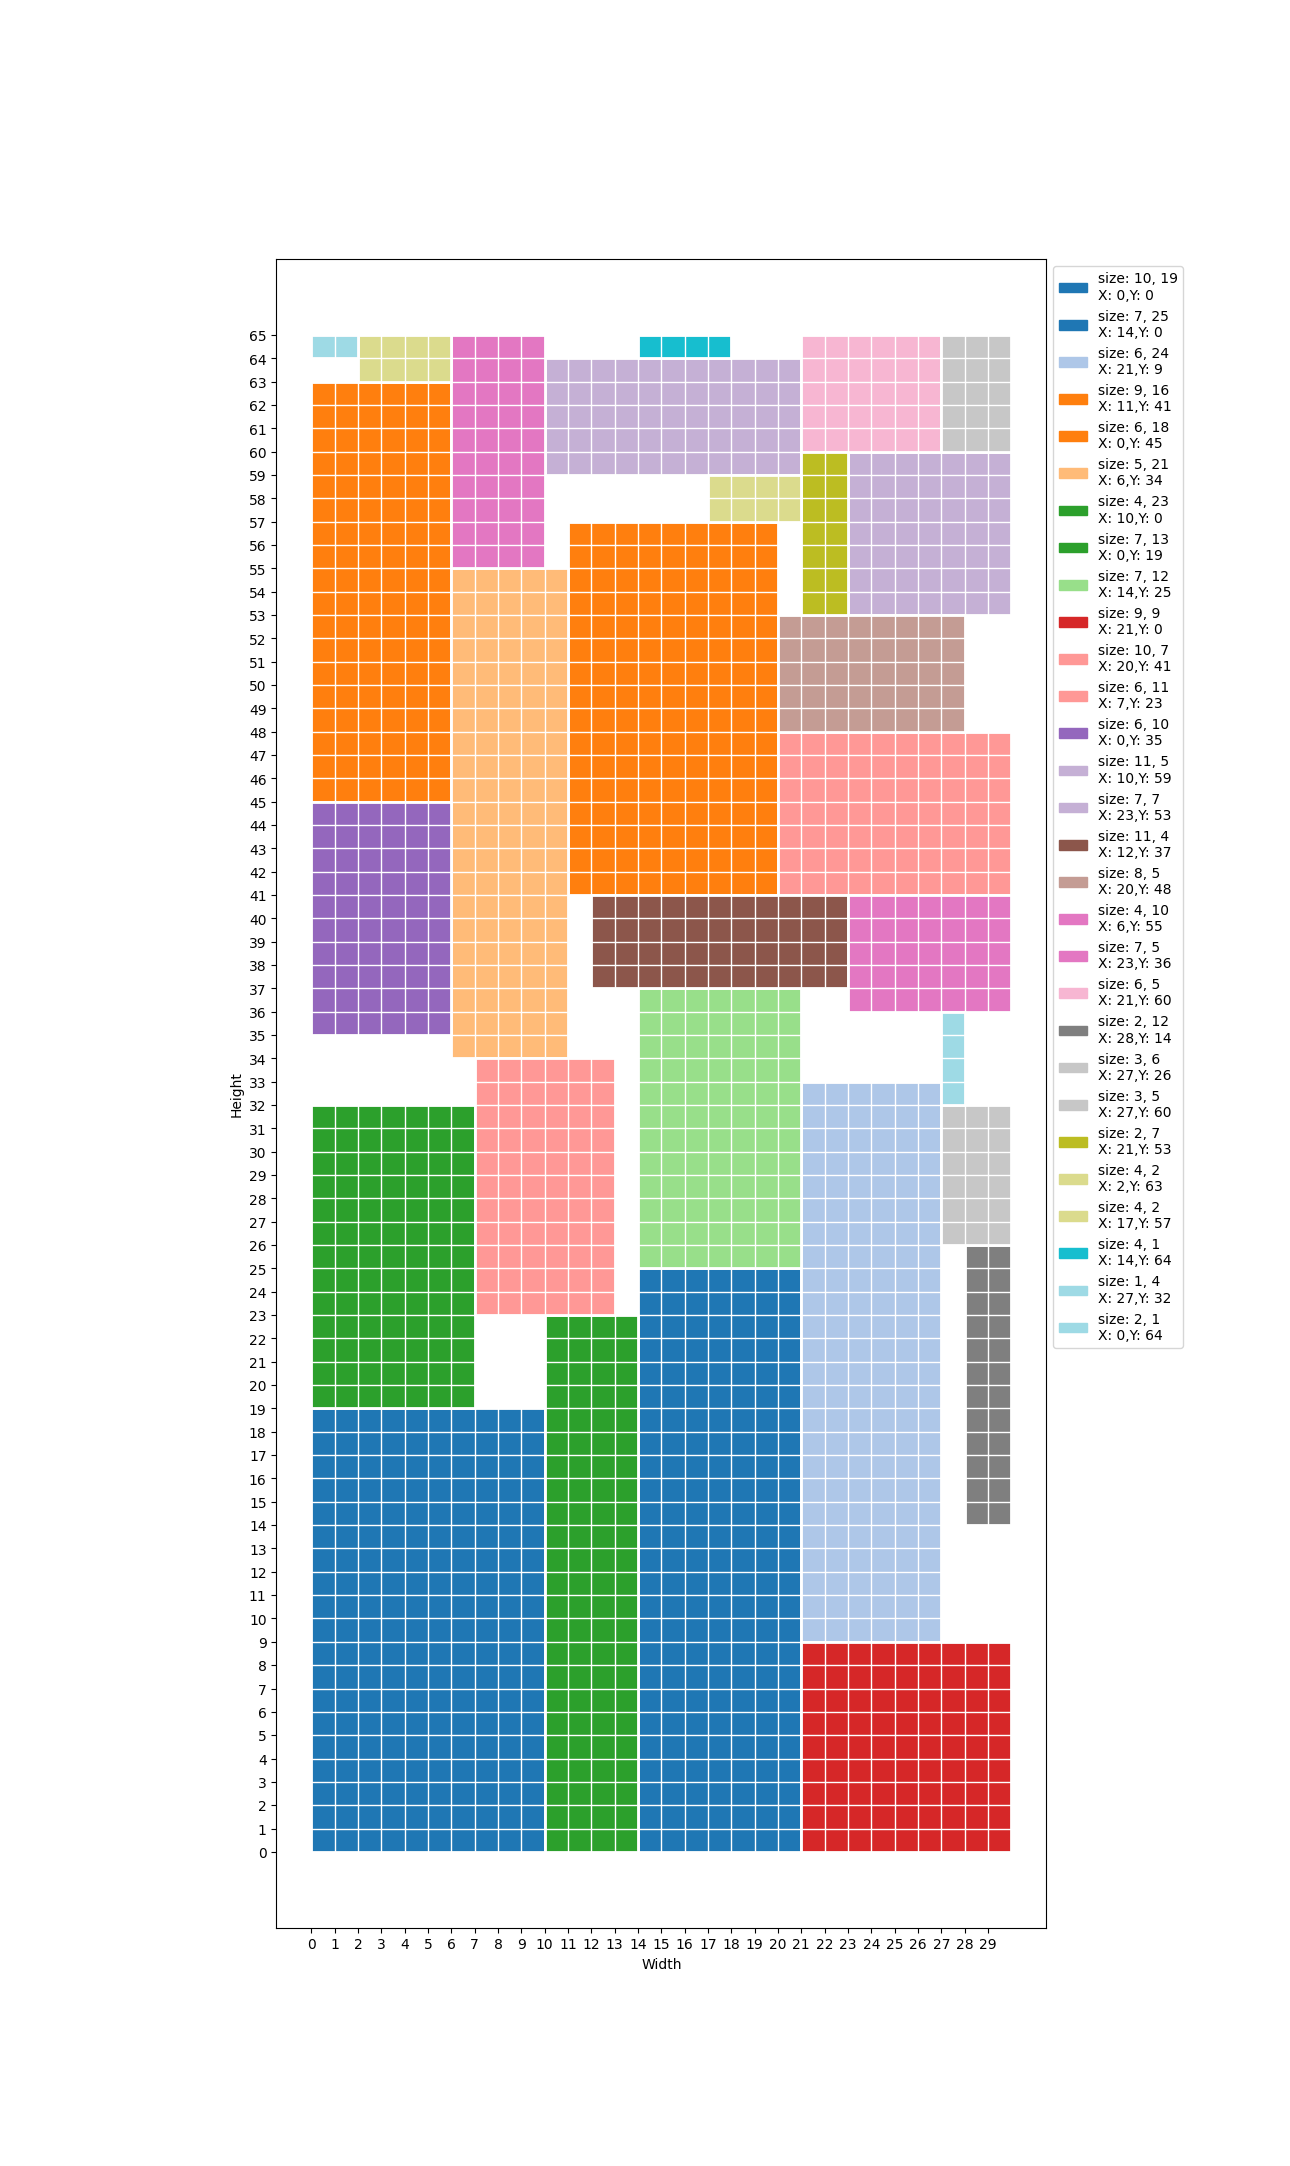 65
64
63
62
61
60
59
58
57
56
55
54
53
52
51
50
49
48
47
46
45
44
43
42
41
40
39
38
37
36
35
34
33
32
31
30
29
28
27
26
25
24
23
22
21
20
19
18
17
16
15
14
13
12
11
10
9
8
7
6
5
4
3
2
1
0
Height
0 1 2 3 4 5 6 7 8 9 10 11 12 13 14 15 16 17 18 19 20 21 22 23 24 25 26 27 28 29
Width
size: 10, 19
X: 0,Y: 0
size: 7, 25
X: 14,Y: 0
size: 6, 24
X: 21,Y: 9
size: 9, 16
X: 11,Y: 41
size: 6, 18
X: 0,Y: 45
size: 5, 21
X: 6,Y: 34
size: 4, 23
X: 10,Y: 0
size: 7, 13
X: 0,Y: 19
size: 7, 12
X: 14,Y: 25
size: 9, 9
X: 21,Y: 0
size: 10, 7
X: 20,Y: 41
size: 6, 11
X: 7,Y: 23
size: 6, 10
X: 0,Y: 35
size: 11, 5
X: 10,Y: 59
size: 7, 7
X: 23,Y: 53
size: 11, 4
X: 12,Y: 37
size: 8, 5
X: 20,Y: 48
size: 4, 10
X: 6,Y: 55
size: 7, 5
X: 23,Y: 36
size: 6, 5
X: 21,Y: 60
size: 2, 12
X: 28,Y: 14
size: 3, 6
X: 27,Y: 26
size: 3, 5
X: 27,Y: 60
size: 2, 7
X: 21,Y: 53
size: 4, 2
X: 2,Y: 63
size: 4, 2
X: 17,Y: 57
size: 4, 1
X: 14,Y: 64
size: 1, 4
X: 27,Y: 32
size: 2, 1
X: 0,Y: 64